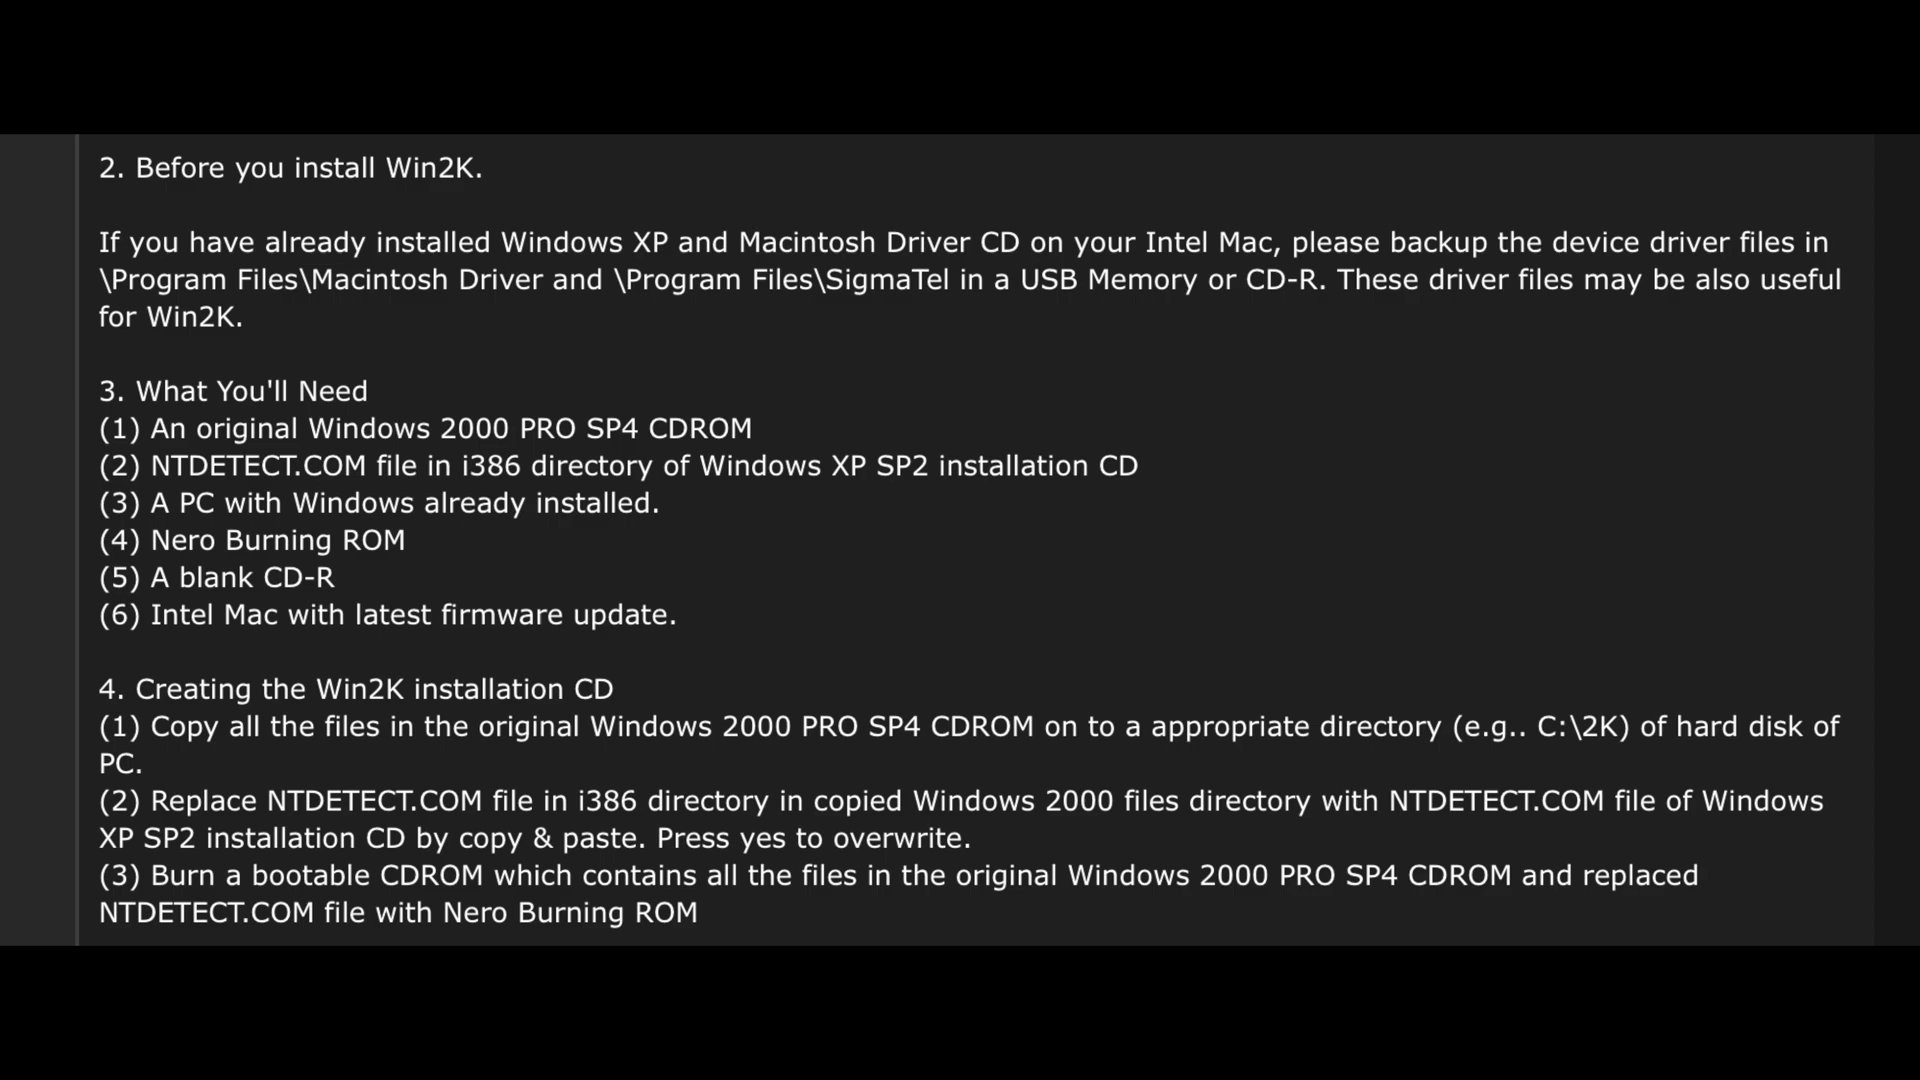 2. Before you install Win2K.
If you have already installed Windows XP and Macintosh Driver CD on your Intel Mac, please backup the device driver files in
\Program Files\Macintosh Driver and \Program Files\SigmaTel in a USB Memory or CD-R. These driver files may be also useful
for Win2K.
3. What You'll Need
(1) An original Windows 2000 PRO SP4 CDROM
(2) NTDETECT.COM file in i386 directory of Windows XP SP2 installation CD
(3) A PC with Windows already installed.
(4) Nero Burning ROM
(5) A blank CD-R
(6) Intel Mac with latest firmware update.
4. Creating the Win2K installation CD
(1) Copy all the files in the original Windows 2000 PRO SP4 CDROM on to a appropriate directory (e.g.. C:\2K) of hard disk of
PC.
(2) Replace NTDETECT.COM file in i386 directory in copied Windows 2000 files directory with NTDETECT.COM file of Windows
XP SP2 installation CD by copy & paste. Press yes to overwrite.
(3) Burn a bootable CDROM which contains all the files in the original Windows 2000 PRO SP4 CDROM and replaced
NTDETECT.COM file with Nero Burning ROM